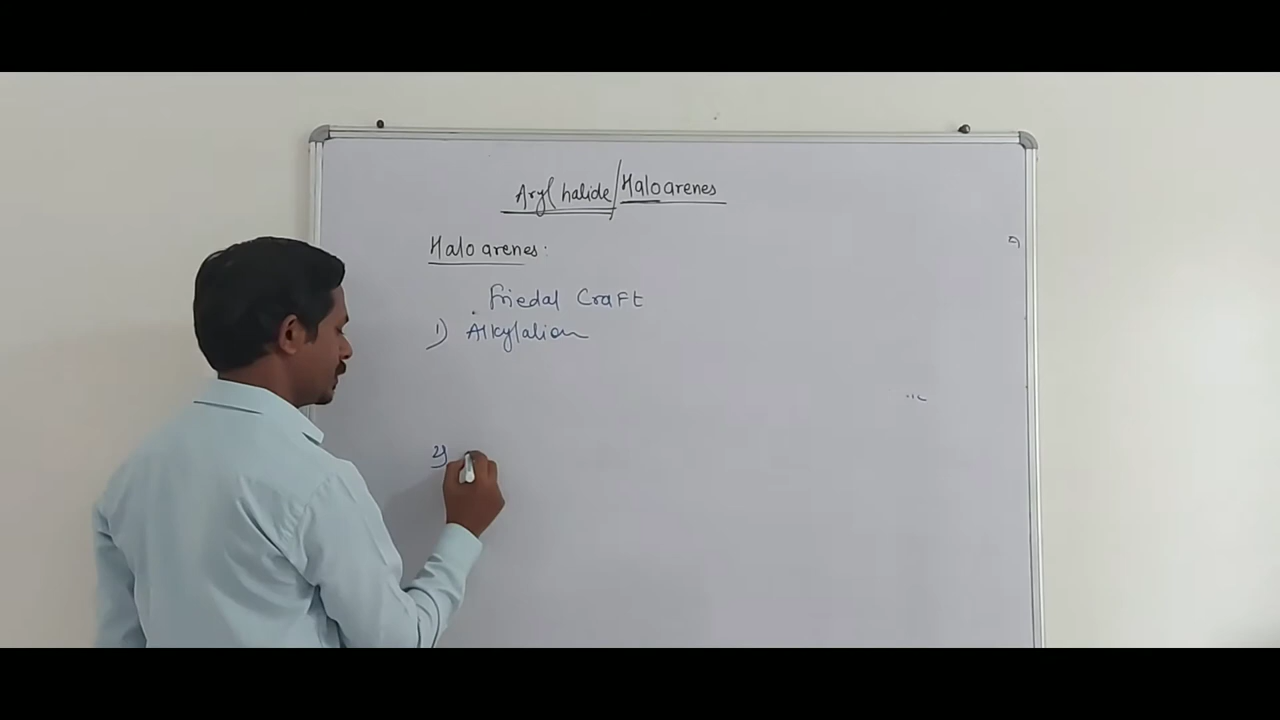 Aryl halide/Haloarenes
Haloarenes:
Friedal Craft
1) Alkylation
2)